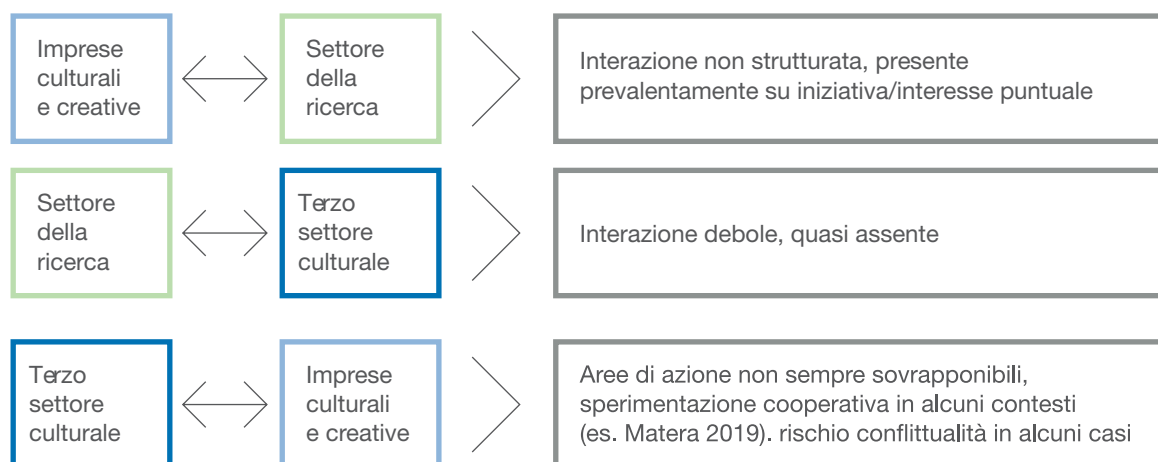 Imprese
culturali
e creative
Settore
della
ricerca
Interazione non strutturata, presente
prevalentamente su iniziativa/interesse puntuale
Settore
della
ricerca
Terzo
settore
culturale
Interazione debole, quasi assente
Terzo
settore
culturale
Imprese
culturali
e creative
Aree di azione non sempre sovrapponibili,
sperimentazione cooperativa in alcuni contesti
(es. Matera 2019). rischio conflittualità in alcuni casi